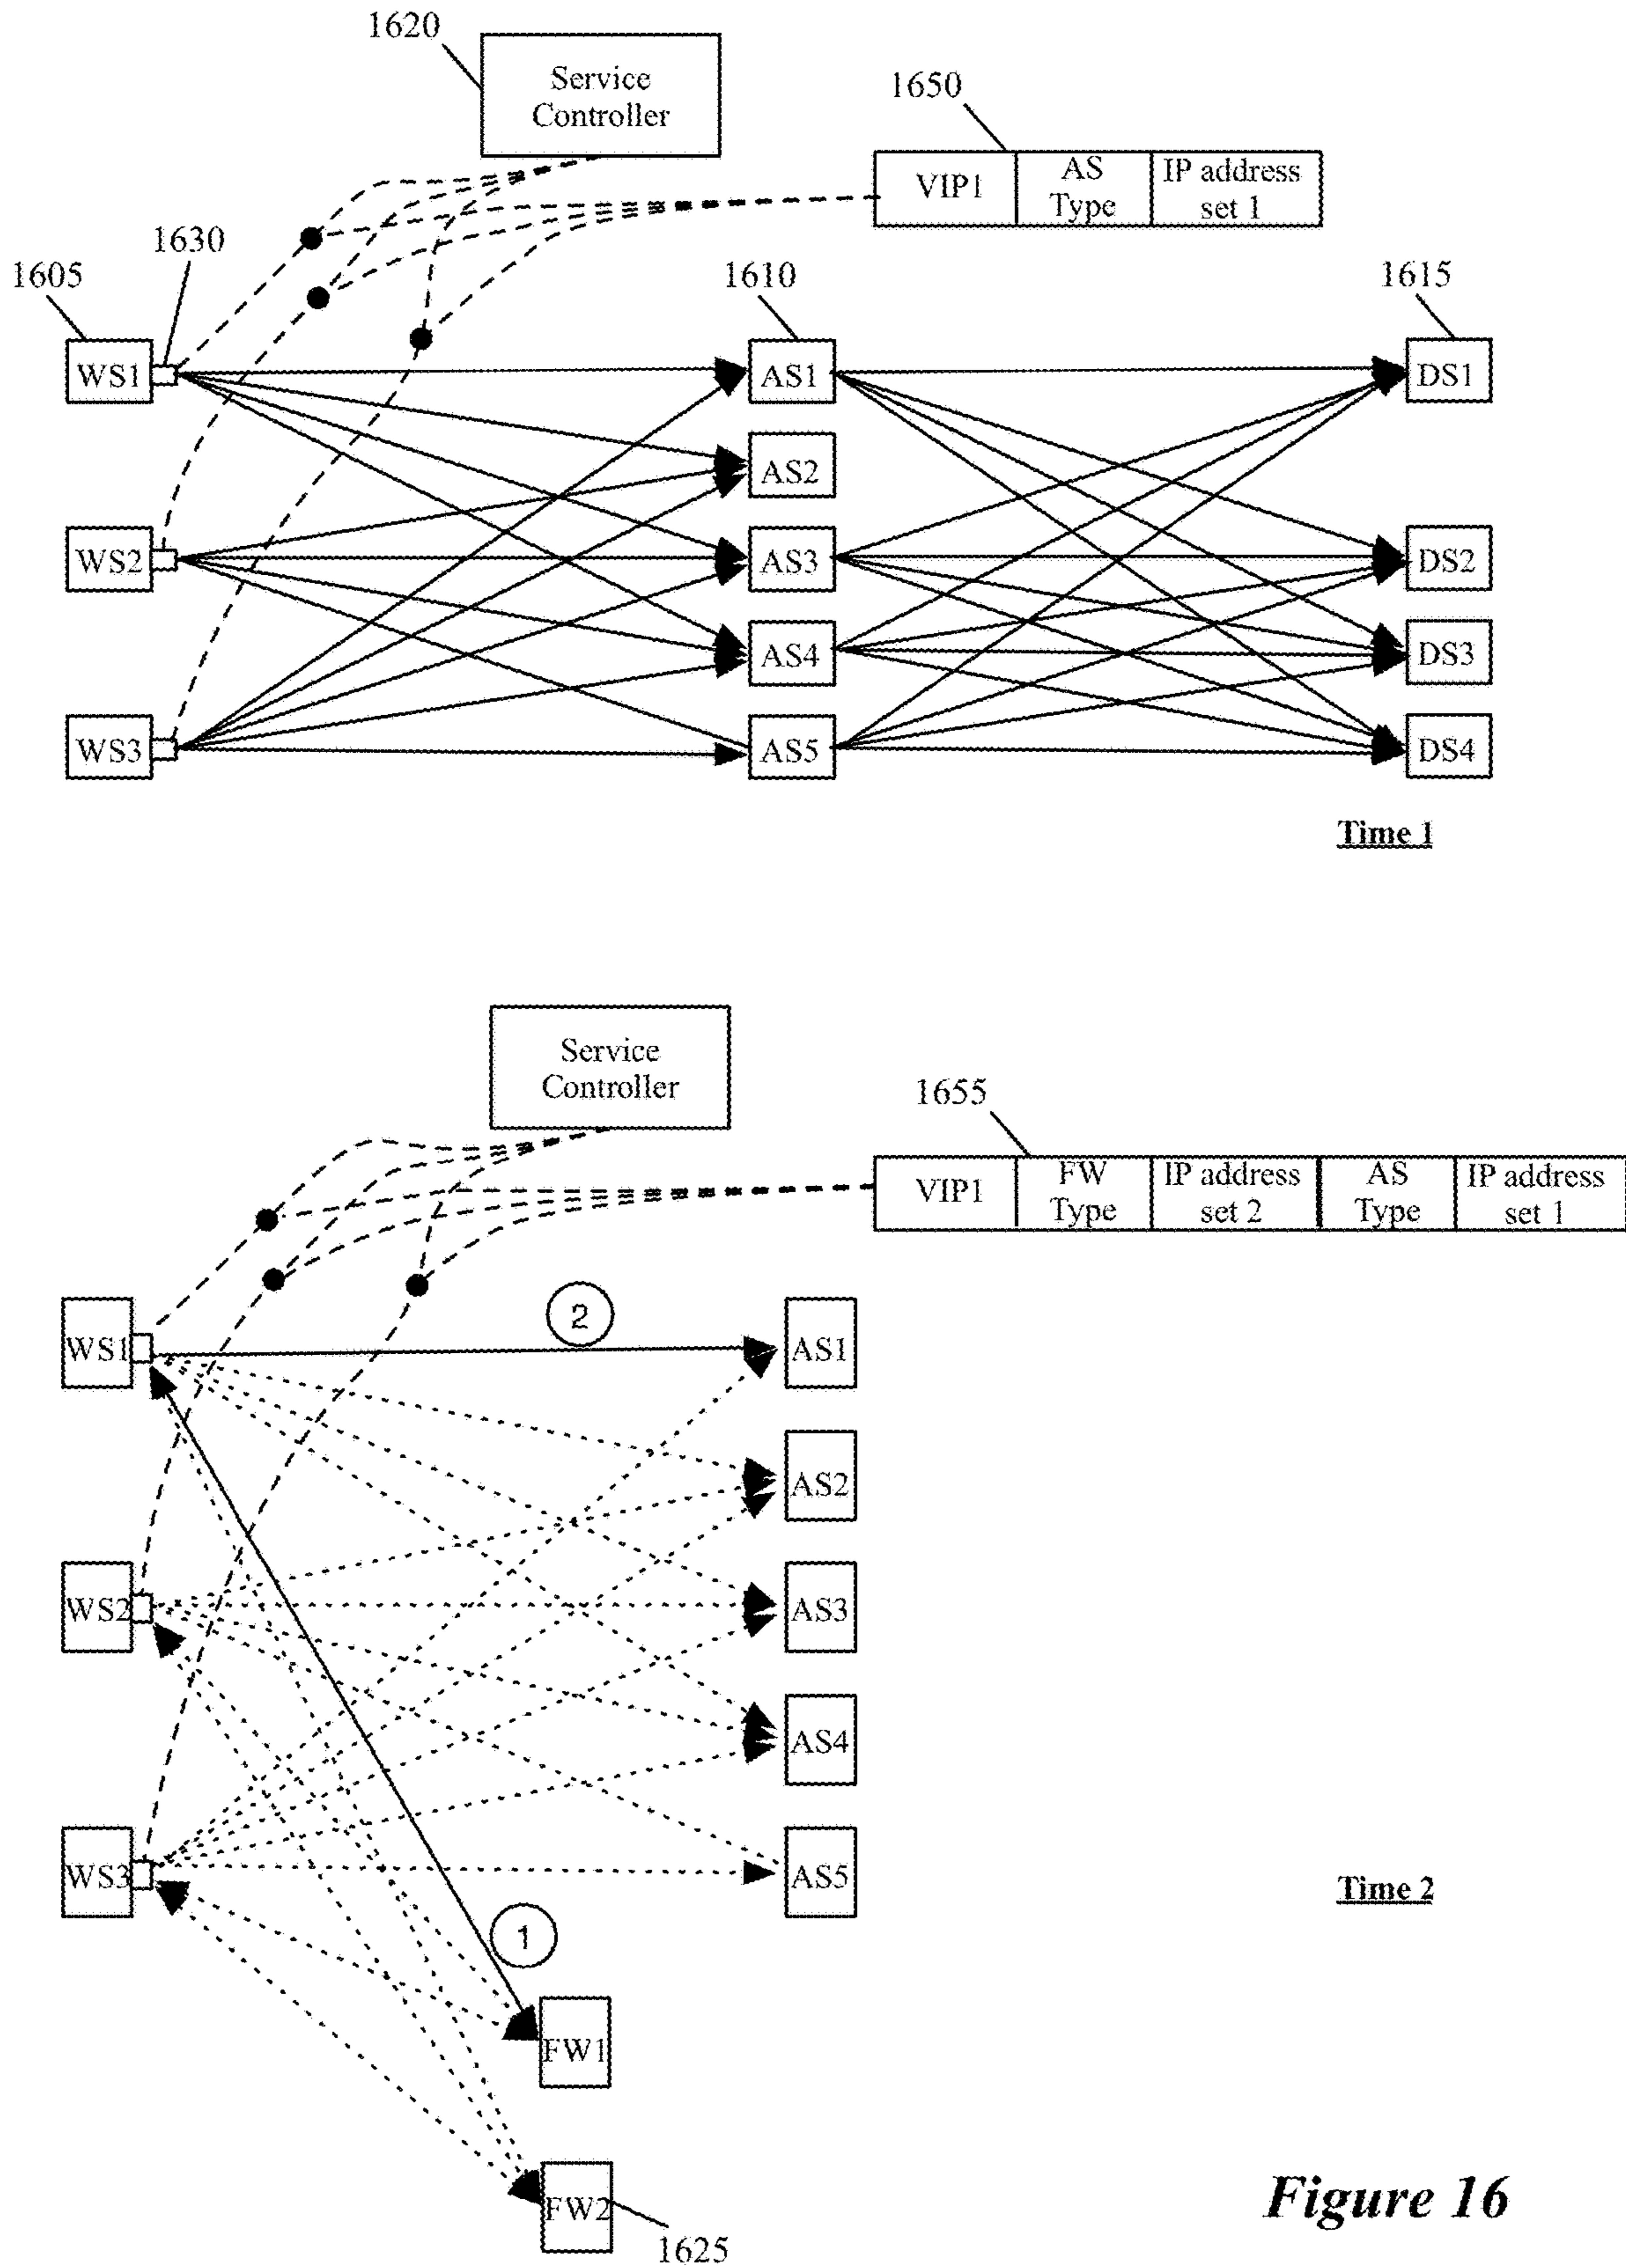 1620
Service
Controller
1650
VIP1
AS
Type
IP address
set 1
1605
1630
1610
1615
WS1
AS1
DS1
AS2
WS2
AS3
DS2
AS4
DS3
WS3
AS5
DS4
Time 1
Service
Controller
1655
VIP1
FW
Type
IP address
set 2
AS
Type
IP address
set 1
2
WS1
AS1
AS2
WS2
AS3
AS4
WS3
AS5
Time 2
1
FW1
FW2
1625
Figure 16